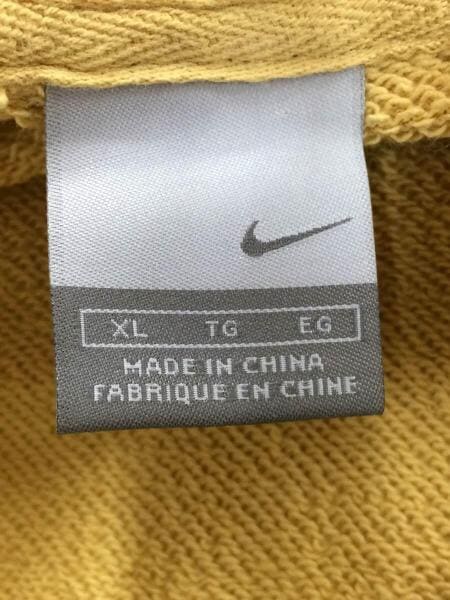 XL TG EG
MADE IN CHINA
FABRIQUE EN CHINE